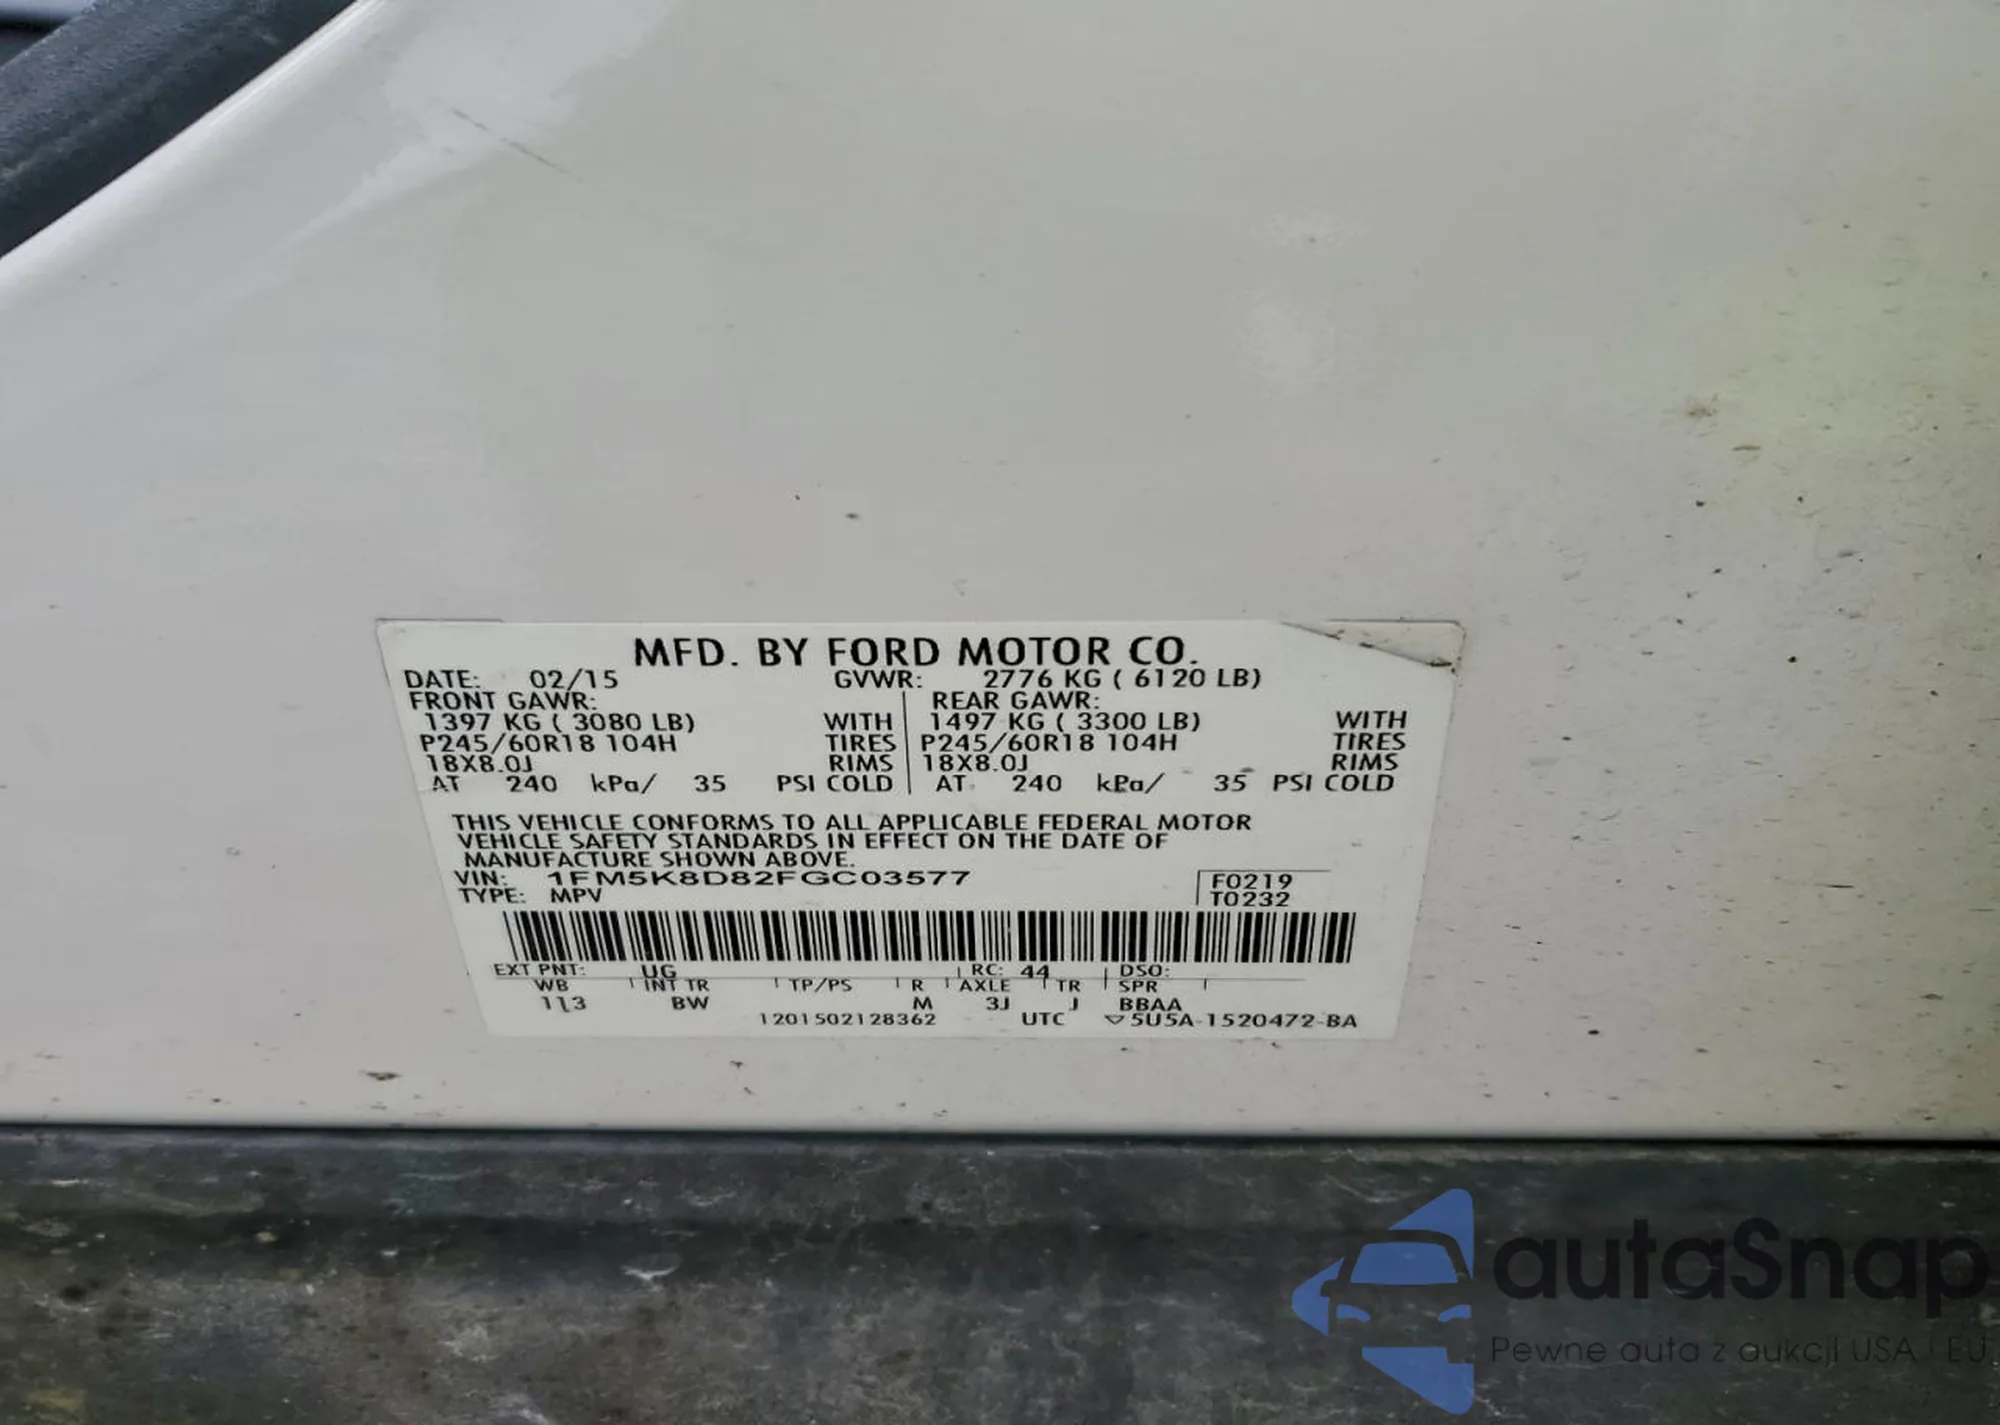 MFD. BY FORD MOTOR CO.
DATE: 02/15 GVWR: 2776 KG ( 6120 LB)
FRONT GAWR: REAR GAWR:
1397 KG ( 3080 LB) WITH 1497 KG ( 3300 LB) WITH
P245/60R18 104H TIRES P245/60R18 104H TIRES
18X8.0J RIMS 18X8.0J RIMS
AT 240 kPa/ 35 PSI COLD AT 240 kPa/ 35 PSI COLD
THIS VEHICLE CONFORMS TO ALL APPLICABLE FEDERAL MOTOR
VEHICLE SAFETY STANDARDS IN EFFECT ON THE DATE OF
MANUFACTURE SHOWN ABOVE.
VIN: 1FM5K8D82FGC03577 F0219
TYPE: MPV T0232
EXT PNT: UG RC: 44 DSO:
WB INT TR TP/PS R AXLE TR SPR
113 BW M 3J J BBAA
1201502128362 UTC 5U5A-1520472-BA
autaSnap
Pewne auta z aukcji USA i EU